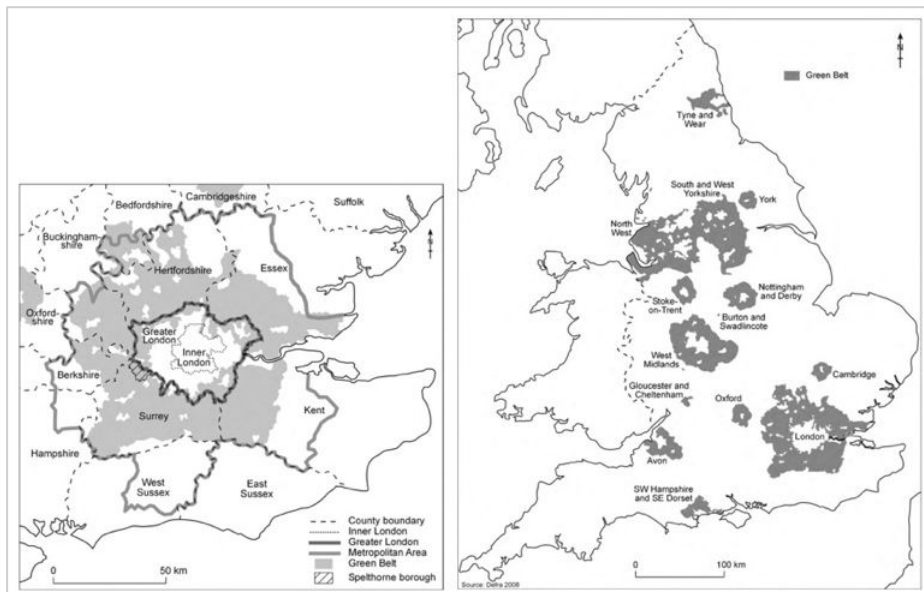 Cambridgeshire
Bedfordshire
Suffolk
Buckingham-
shire
N
Hertfordshire
Essex
Oxford-
shire
Greater
London
Inner
London
Berkshire
Surrey
Kent
Hampshire
West
Sussex
East
Sussex
County boundary
Inner London
Greater London
Metropolitan Area
Green Belt
Spelthorne borough
0
50 km
N
Green Belt
Tyne and
Wear
South and West
Yorkshire
York
North
West
Nottingham
and Derby
Stoke-
on-Trent
Burton and
Swadlincote
West
Midlands
Cambridge
Gloucester and
Cheltenham
Oxford
London
Avon
SW Hampshire
and SE Dorset
0
100 km
Source: Defra 2008